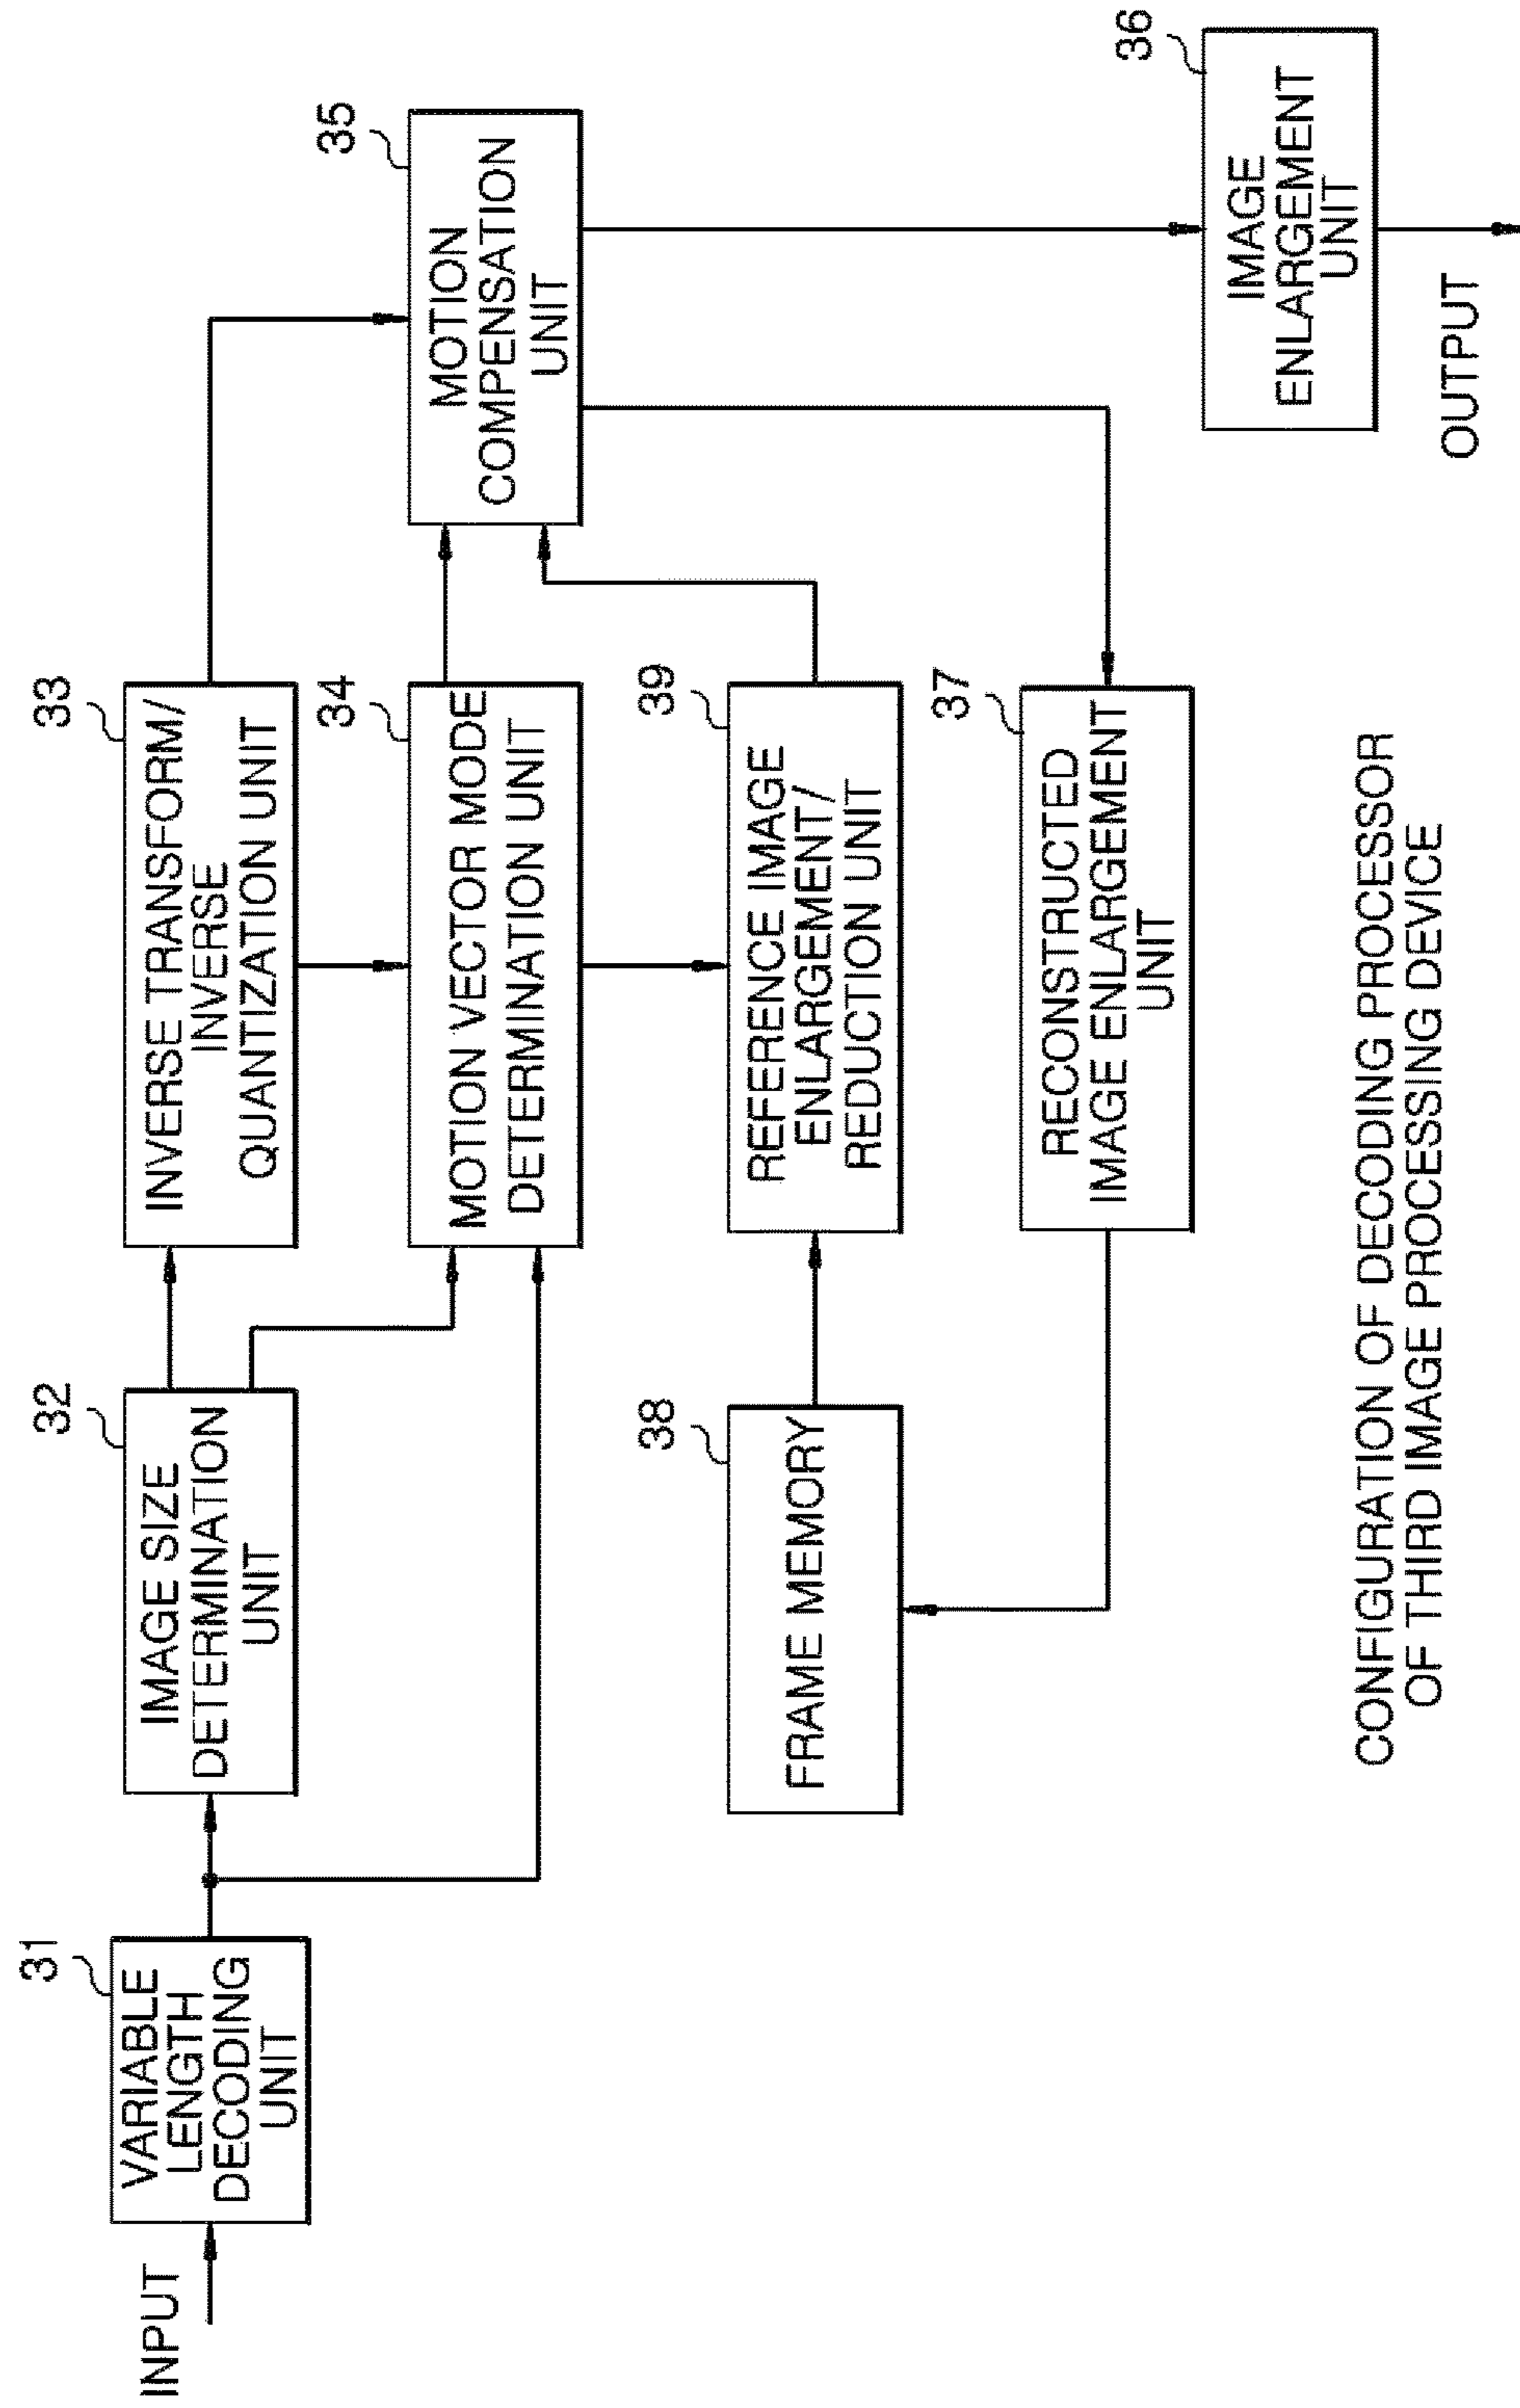 INPUT
31
VARIABLE
LENGTH
DECODING
UNIT
32
IMAGE SIZE
DETERMINATION
UNIT
33
INVERSE TRANSFORM/
INVERSE
QUANTIZATION UNIT
34
MOTION VECTOR MODE
DETERMINATION UNIT
35
MOTION
COMPENSATION
UNIT
38
FRAME MEMORY
39
REFERENCE IMAGE
ENLARGEMENT/
REDUCTION UNIT
37
RECONSTRUCTED
IMAGE ENLARGEMENT
UNIT
36
IMAGE
ENLARGEMENT
UNIT
OUTPUT
CONFIGURATION OF DECODING PROCESSOR
OF THIRD IMAGE PROCESSING DEVICE